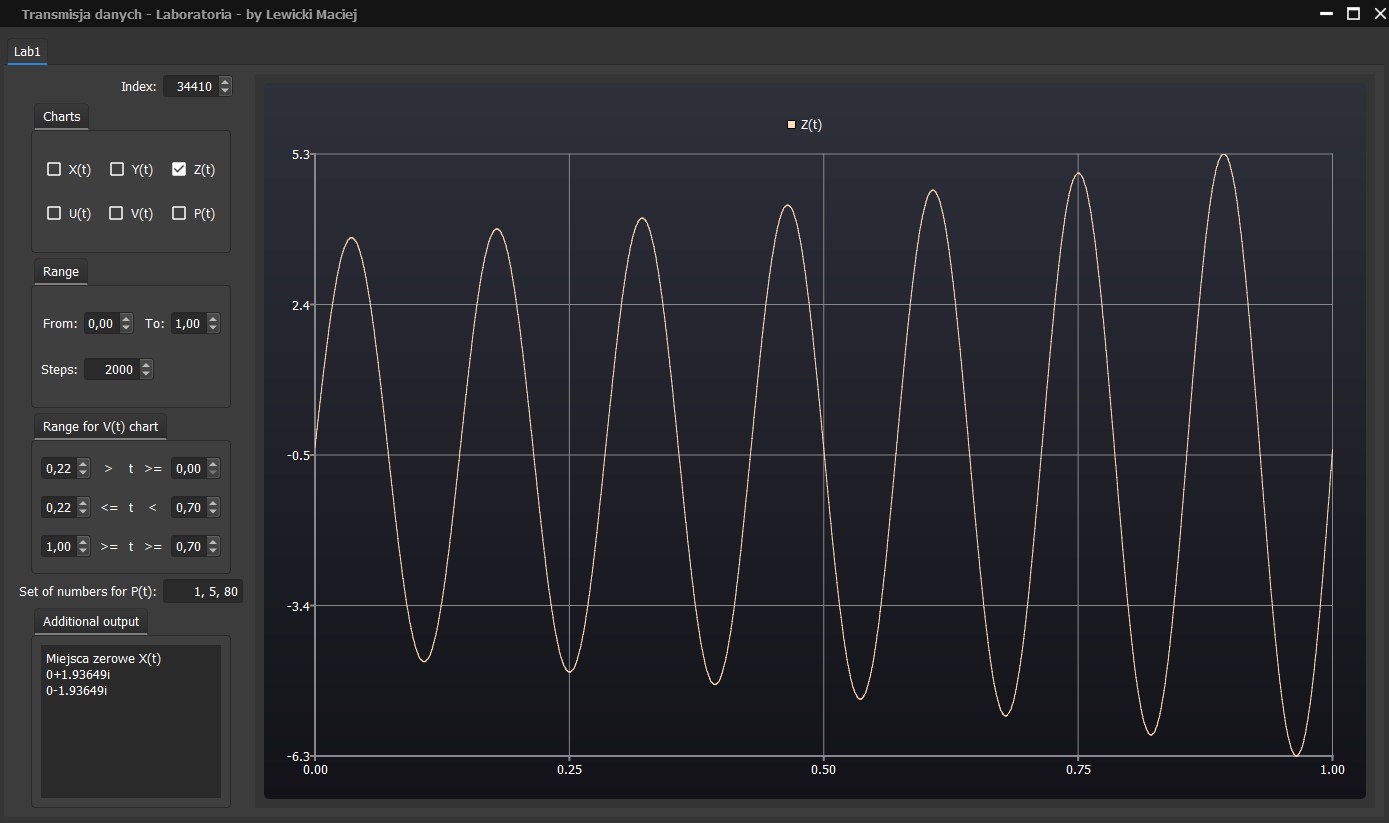 Transmisja danych - Laboratoria - by Lewicki Maciej
Lab1
Index: 34410
Charts
X(t) Y(t) Z(t)
U(t) V(t) P(t)
Range
From: 0,00 To: 1,00
Steps: 2000
Range for V(t) chart
0,22 > t >= 0,00
0,22 <= t < 0,70
1,00 >= t >= 0,70
Set of numbers for P(t): 1, 5, 80
Additional output
Miejsca zerowe X(t)
0+1.93649i
0-1.93649i
Z(t)
5.3
2.4
-0.5
-3.4
-6.3
0.00 0.25 0.50 0.75 1.00